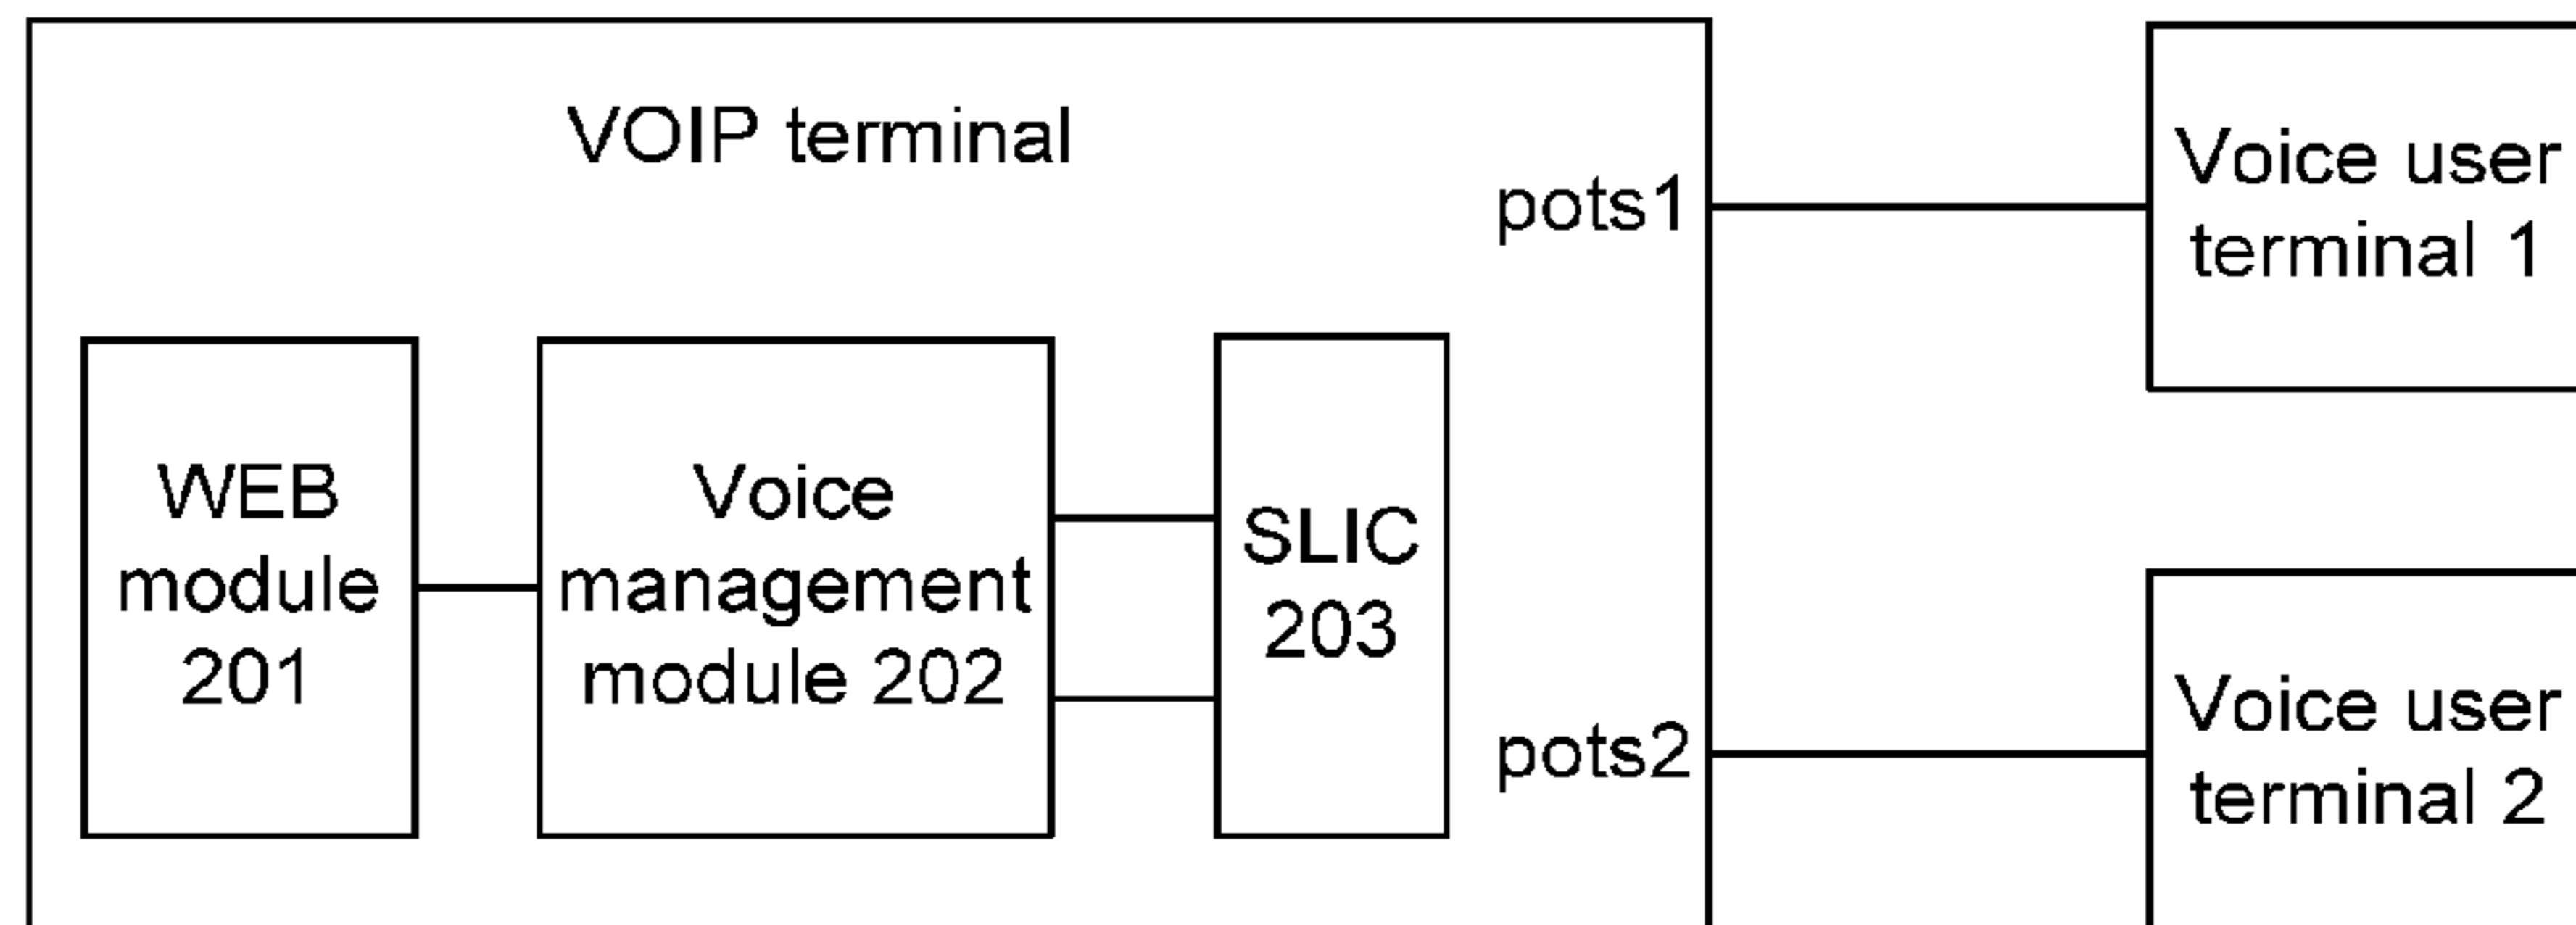 VOIP terminal
pots1
Voice user
terminal 1
WEB
module
201
Voice
management
module 202
SLIC
203
pots2
Voice user
terminal 2